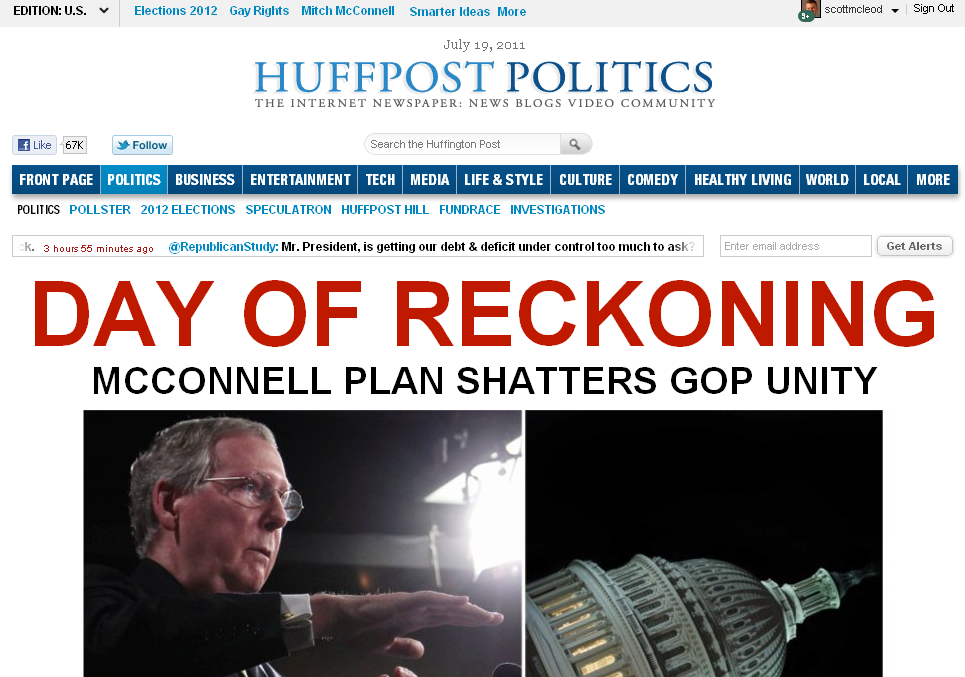 EDITION: U.S. Elections 2012 Gay Rights Mitch McConnell Smarter Ideas More scottmcleod Sign Out
July 19, 2011
HUFFPOST POLITICS
THE INTERNET NEWSPAPER: NEWS BLOGS VIDEO COMMUNITY
Like 67K Follow Search the Huffington Post
FRONT PAGE POLITICS BUSINESS ENTERTAINMENT TECH MEDIA LIFE & STYLE CULTURE COMEDY HEALTHY LIVING WORLD LOCAL MORE
POLITICS POLLSTER 2012 ELECTIONS SPECULATRON HUFFPOST HILL FUNDRACE INVESTIGATIONS
ck. 3 hours 55 minutes ago @RepublicanStudy: Mr. President, is getting our debt & deficit under control too much to ask? Enter email address Get Alerts
DAY OF RECKONING
MCCONNELL PLAN SHATTERS GOP UNITY